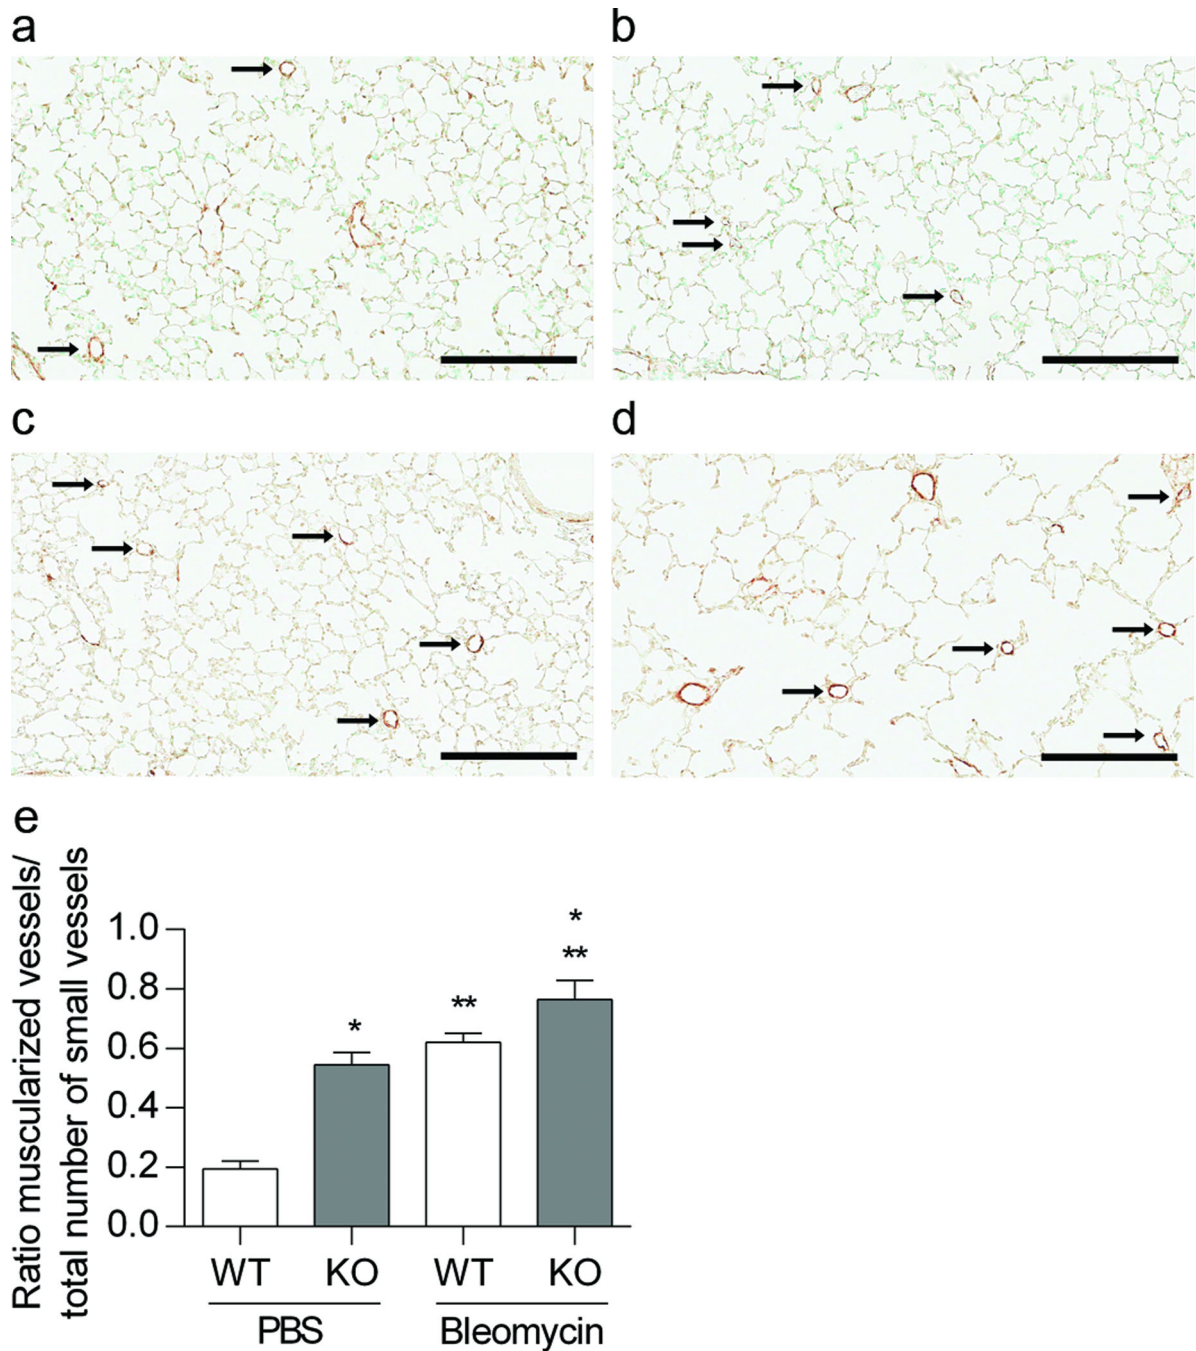 a
b
c
d
e
Ratio muscularized vessels/
total number of small vessels
1.0
0.8
0.6
0.4
0.2
0.0
*
**
*
**
WT
KO
WT
KO
PBS
Bleomycin